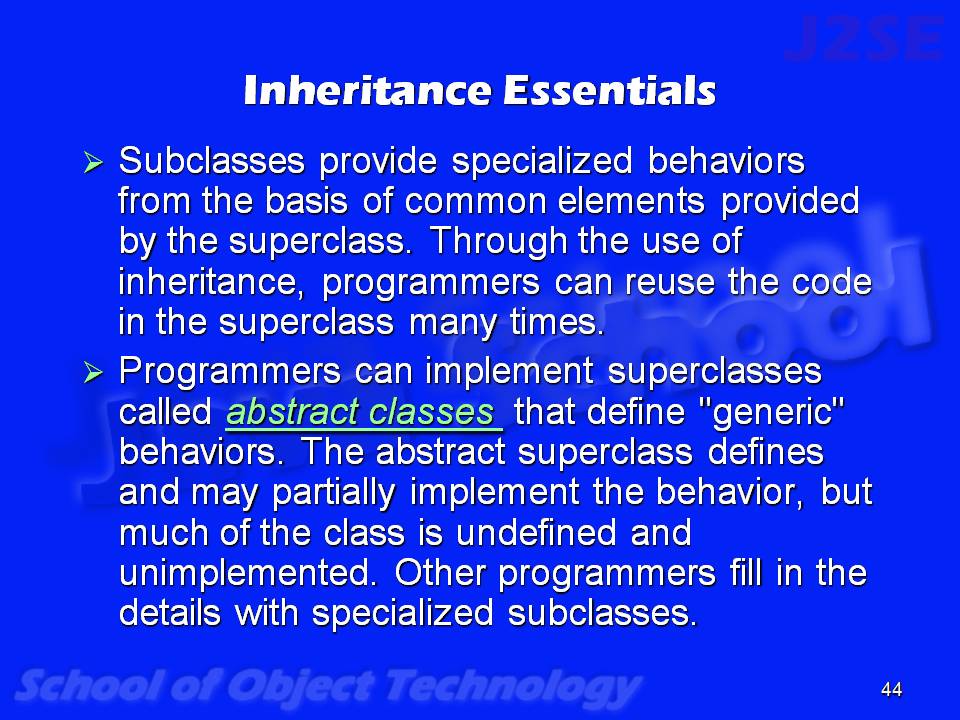 J2SE
Inheritance Essentials
Subclasses provide specialized behaviors
from the basis of common elements provided
by the superclass. Through the use of
inheritance, programmers can reuse the code
in the superclass many times.
Programmers can implement superclasses
called abstract classes that define "generic"
behaviors. The abstract superclass defines
and may partially implement the behavior, but
much of the class is undefined and
unimplemented. Other programmers fill in the
details with specialized subclasses.
School of Object Technology
44